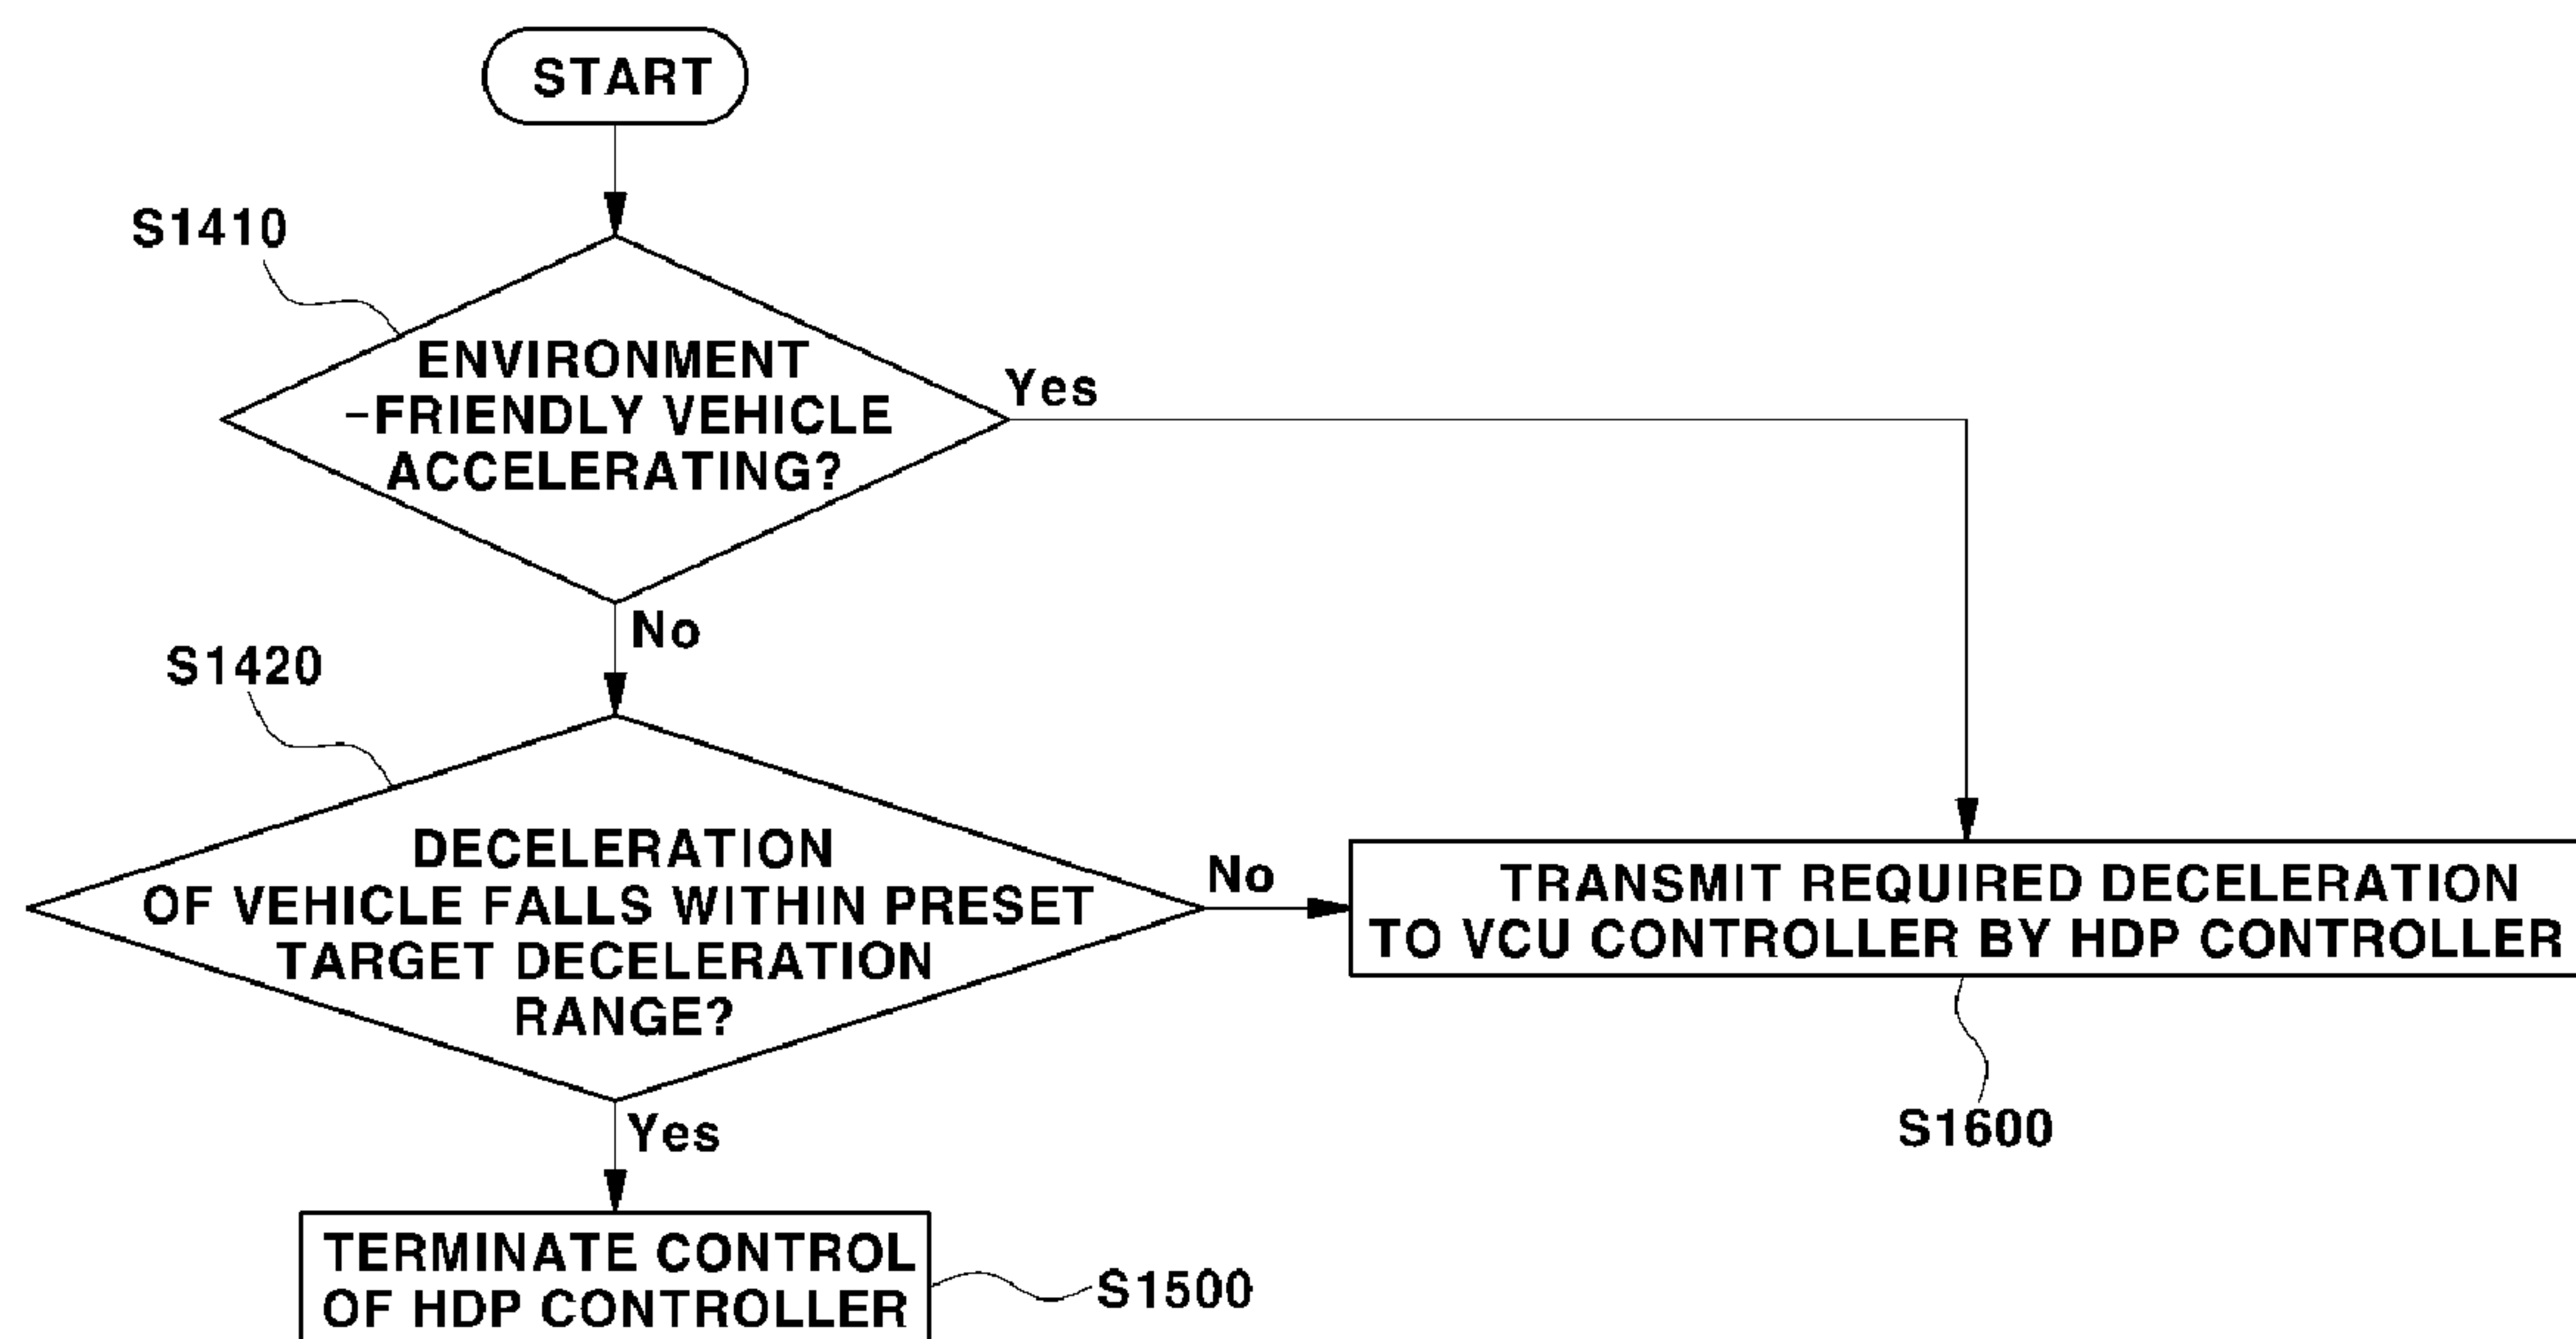 START
S1410
ENVIRONMENT
-FRIENDLY VEHICLE
ACCELERATING?
Yes
No
S1420
DECELERATION
OF VEHICLE FALLS WITHIN PRESET
TARGET DECELERATION
RANGE?
No
TRANSMIT REQUIRED DECELERATION
TO VCU CONTROLLER BY HDP CONTROLLER
S1600
Yes
TERMINATE CONTROL
OF HDP CONTROLLER
S1500